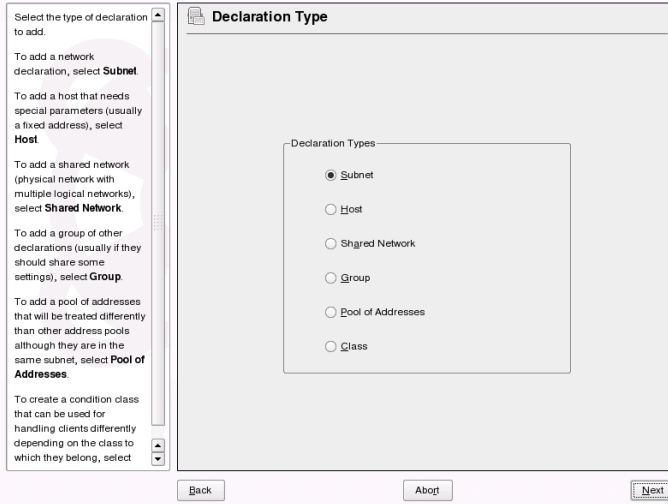 Select the type of declaration
to add.
To add a network
declaration, select Subnet.
To add a host that needs
special parameters (usually
a fixed address), select
Host.
To add a shared network
(physical network with
multiple logical networks),
select Shared Network.
To add a group of other
declarations (usually if they
should share some
settings), select Group.
To add a pool of addresses
that will be treated differently
than other address pools
although they are in the
same subnet, select Pool of
Addresses.
To create a condition class
that can be used for
handling clients differently
depending on the class to
which they belong, select
Declaration Type
Declaration Types
Subnet
Host
Shared Network
Group
Pool of Addresses
Class
Back
Abort
Next